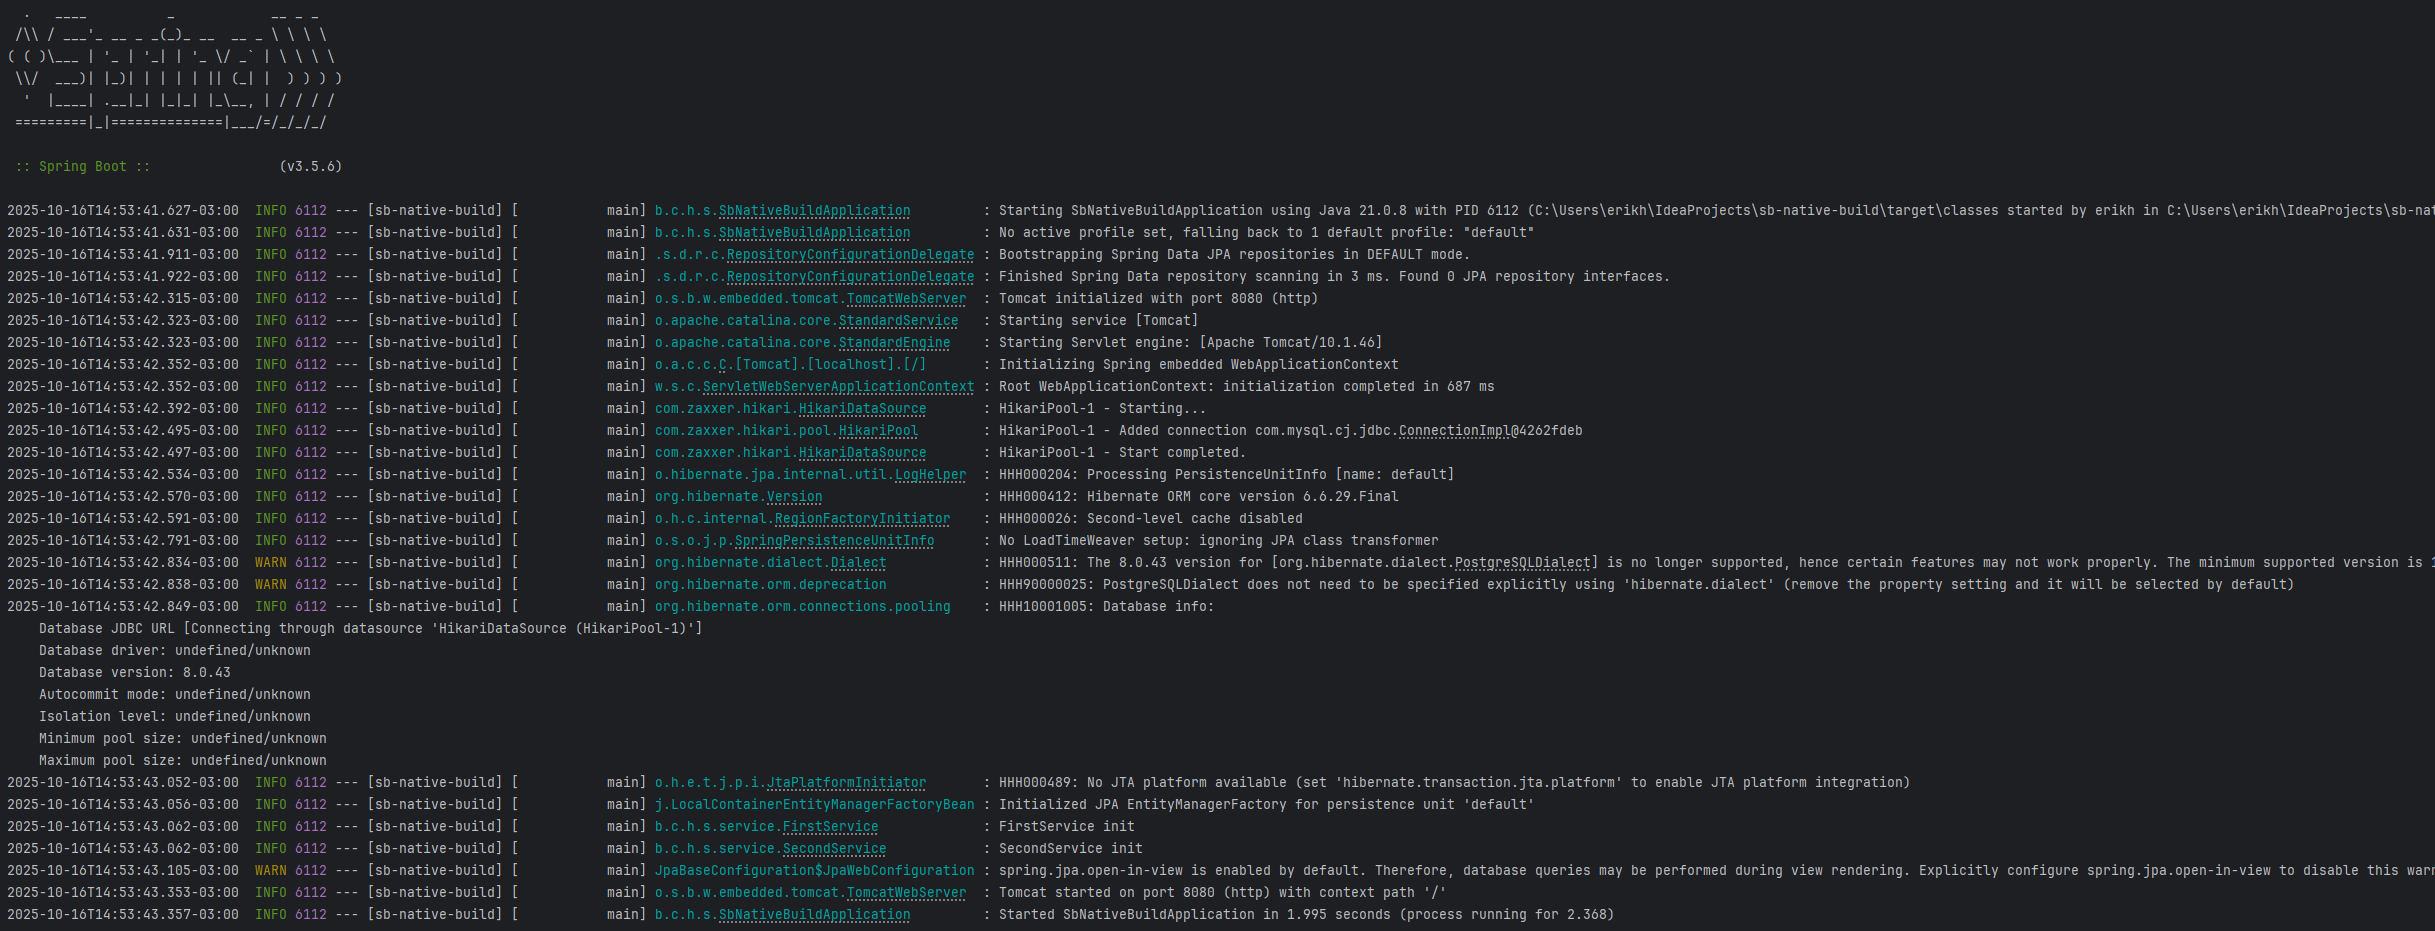 .   ____          _            __ _ _
 /\\ / ___'_ __ _ _(_)_ __  __ _ \ \ \ \
( ( )\___ | '_ | '_| | '_ \/ _` | \ \ \ \
 \\/  ___)| |_)| | | | | || (_| |  ) ) ) )
  '  |____| .__|_| |_|_| |_\__, | / / / /
 =========|_|==============|___/=/_/_/_/

 :: Spring Boot ::                (v3.5.6)

2025-10-16T14:53:41.627-03:00  INFO 6112 --- [sb-native-build] [           main] b.c.h.s.SbNativeBuildApplication         : Starting SbNativeBuildApplication using Java 21.0.8 with PID 6112 (C:\Users\erikh\IdeaProjects\sb-native-build\target\classes started by erikh in C:\Users\erikh\IdeaProjects\sb-nat
2025-10-16T14:53:41.631-03:00  INFO 6112 --- [sb-native-build] [           main] b.c.h.s.SbNativeBuildApplication         : No active profile set, falling back to 1 default profile: "default"
2025-10-16T14:53:41.911-03:00  INFO 6112 --- [sb-native-build] [           main] .s.d.r.c.RepositoryConfigurationDelegate : Bootstrapping Spring Data JPA repositories in DEFAULT mode.
2025-10-16T14:53:41.922-03:00  INFO 6112 --- [sb-native-build] [           main] .s.d.r.c.RepositoryConfigurationDelegate : Finished Spring Data repository scanning in 3 ms. Found 0 JPA repository interfaces.
2025-10-16T14:53:42.315-03:00  INFO 6112 --- [sb-native-build] [           main] o.s.b.w.embedded.tomcat.TomcatWebServer  : Tomcat initialized with port 8080 (http)
2025-10-16T14:53:42.323-03:00  INFO 6112 --- [sb-native-build] [           main] o.apache.catalina.core.StandardService   : Starting service [Tomcat]
2025-10-16T14:53:42.323-03:00  INFO 6112 --- [sb-native-build] [           main] o.apache.catalina.core.StandardEngine    : Starting Servlet engine: [Apache Tomcat/10.1.46]
2025-10-16T14:53:42.352-03:00  INFO 6112 --- [sb-native-build] [           main] o.a.c.c.C.[Tomcat].[localhost].[/]       : Initializing Spring embedded WebApplicationContext
2025-10-16T14:53:42.352-03:00  INFO 6112 --- [sb-native-build] [           main] w.s.c.ServletWebServerApplicationContext : Root WebApplicationContext: initialization completed in 687 ms
2025-10-16T14:53:42.392-03:00  INFO 6112 --- [sb-native-build] [           main] com.zaxxer.hikari.HikariDataSource       : HikariPool-1 - Starting...
2025-10-16T14:53:42.495-03:00  INFO 6112 --- [sb-native-build] [           main] com.zaxxer.hikari.pool.HikariPool        : HikariPool-1 - Added connection com.mysql.cj.jdbc.ConnectionImpl@4262fdeb
2025-10-16T14:53:42.497-03:00  INFO 6112 --- [sb-native-build] [           main] com.zaxxer.hikari.HikariDataSource       : HikariPool-1 - Start completed.
2025-10-16T14:53:42.534-03:00  INFO 6112 --- [sb-native-build] [           main] o.hibernate.jpa.internal.util.LogHelper  : HHH000204: Processing PersistenceUnitInfo [name: default]
2025-10-16T14:53:42.570-03:00  INFO 6112 --- [sb-native-build] [           main] org.hibernate.Version                    : HHH000412: Hibernate ORM core version 6.6.29.Final
2025-10-16T14:53:42.591-03:00  INFO 6112 --- [sb-native-build] [           main] o.h.c.internal.RegionFactoryInitiator    : HHH000026: Second-level cache disabled
2025-10-16T14:53:42.791-03:00  INFO 6112 --- [sb-native-build] [           main] o.s.o.j.p.SpringPersistenceUnitInfo      : No LoadTimeWeaver setup: ignoring JPA class transformer
2025-10-16T14:53:42.834-03:00  WARN 6112 --- [sb-native-build] [           main] org.hibernate.dialect.Dialect            : HHH000511: The 8.0.43 version for [org.hibernate.dialect.PostgreSQLDialect] is no longer supported, hence certain features may not work properly. The minimum supported version is 1
2025-10-16T14:53:42.838-03:00  WARN 6112 --- [sb-native-build] [           main] org.hibernate.orm.deprecation            : HHH90000025: PostgreSQLDialect does not need to be specified explicitly using 'hibernate.dialect' (remove the property setting and it will be selected by default)
2025-10-16T14:53:42.849-03:00  INFO 6112 --- [sb-native-build] [           main] org.hibernate.orm.connections.pooling    : HHH10001005: Database info:
    Database JDBC URL [Connecting through datasource 'HikariDataSource (HikariPool-1)']
    Database driver: undefined/unknown
    Database version: 8.0.43
    Autocommit mode: undefined/unknown
    Isolation level: undefined/unknown
    Minimum pool size: undefined/unknown
    Maximum pool size: undefined/unknown
2025-10-16T14:53:43.052-03:00  INFO 6112 --- [sb-native-build] [           main] o.h.e.t.j.p.i.JtaPlatformInitiator       : HHH000489: No JTA platform available (set 'hibernate.transaction.jta.platform' to enable JTA platform integration)
2025-10-16T14:53:43.056-03:00  INFO 6112 --- [sb-native-build] [           main] j.LocalContainerEntityManagerFactoryBean : Initialized JPA EntityManagerFactory for persistence unit 'default'
2025-10-16T14:53:43.062-03:00  INFO 6112 --- [sb-native-build] [           main] b.c.h.s.service.FirstService             : FirstService init
2025-10-16T14:53:43.062-03:00  INFO 6112 --- [sb-native-build] [           main] b.c.h.s.service.SecondService            : SecondService init
2025-10-16T14:53:43.105-03:00  WARN 6112 --- [sb-native-build] [           main] JpaBaseConfiguration$JpaWebConfiguration : spring.jpa.open-in-view is enabled by default. Therefore, database queries may be performed during view rendering. Explicitly configure spring.jpa.open-in-view to disable this warn
2025-10-16T14:53:43.353-03:00  INFO 6112 --- [sb-native-build] [           main] o.s.b.w.embedded.tomcat.TomcatWebServer  : Tomcat started on port 8080 (http) with context path '/'
2025-10-16T14:53:43.357-03:00  INFO 6112 --- [sb-native-build] [           main] b.c.h.s.SbNativeBuildApplication         : Started SbNativeBuildApplication in 1.995 seconds (process running for 2.368)